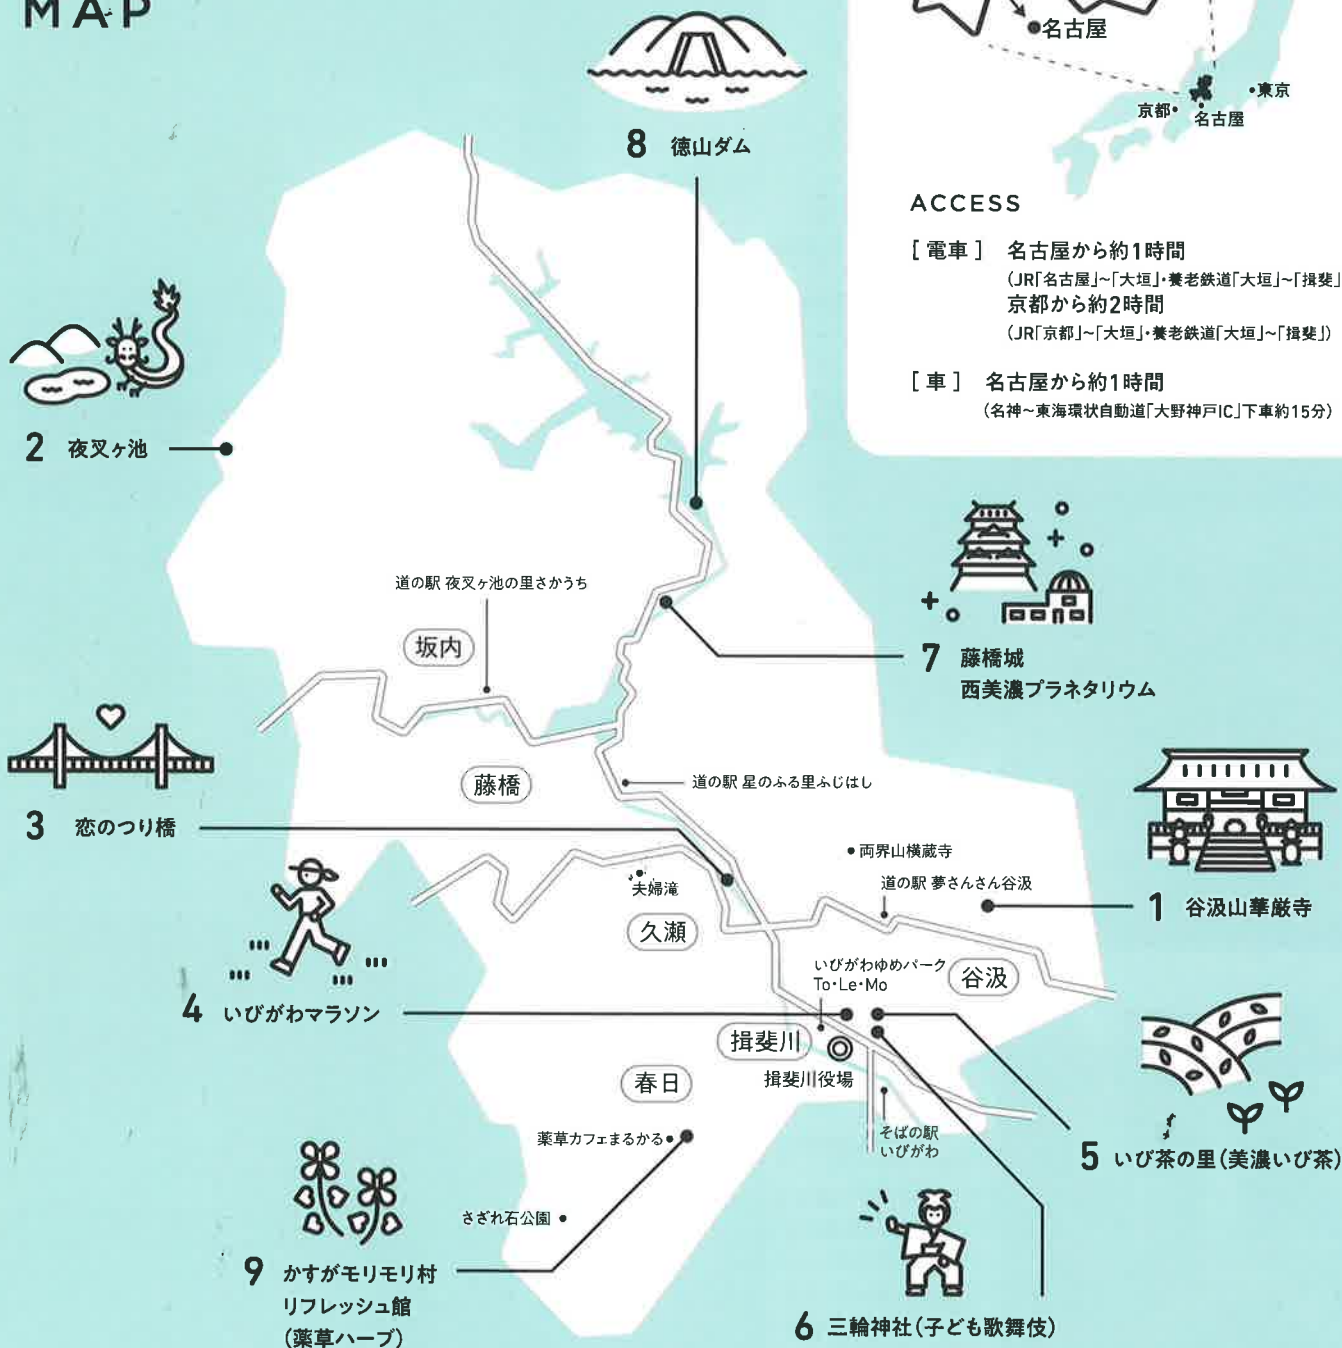 MAP
名古屋
京都
名古屋
東京
ACCESS
[ 電車 ] 名古屋から約1時間
(JR「名古屋」~「大垣」・養老鉄道「大垣」~「揖斐」
京都から約2時間
(JR「京都」~「大垣」・養老鉄道「大垣」~「揖斐」)
[ 車 ] 名古屋から約1時間
(名神~東海環状自動道「大野神戸IC」下車約15分)
8 徳山ダム
2 夜叉ヶ池
道の駅 夜叉ヶ池の里さかうち
坂内
7 藤橋城
西美濃プラネタリウム
藤橋
道の駅 星のふる里ふじはし
3 恋のつり橋
両界山横蔵寺
夫婦滝
道の駅 夢さんさん谷汲
1 谷汲山華厳寺
久瀬
いびがわゆめパーク
To・Le・Mo
谷汲
4 いびがわマラソン
揖斐川
揖斐川役場
春日
そばの駅
いびがわ
薬草カフェまるかる
5 いび茶の里(美濃いび茶)
さざれ石公園
9 かすがモリモリ村
リフレッシュ館
(薬草ハーブ)
6 三輪神社(子ども歌舞伎)